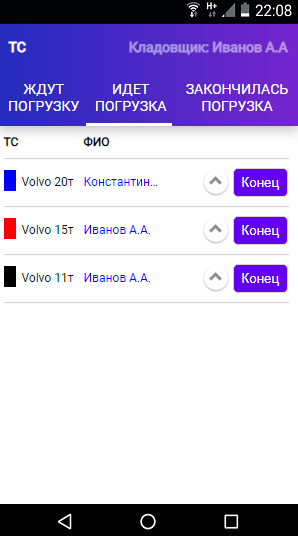 H+ 22:08
ТС Кладовщик: Иванов А.А
ЖДУТ ПОГРУЗКУ
ИДЕТ ПОГРУЗКА
ЗАКОНЧИЛАСЬ ПОГРУЗКА
ТС ФИО
Volvo 20т Константин... Конец
Volvo 15т Иванов А.А. Конец
Volvo 11т Иванов А.А. Конец